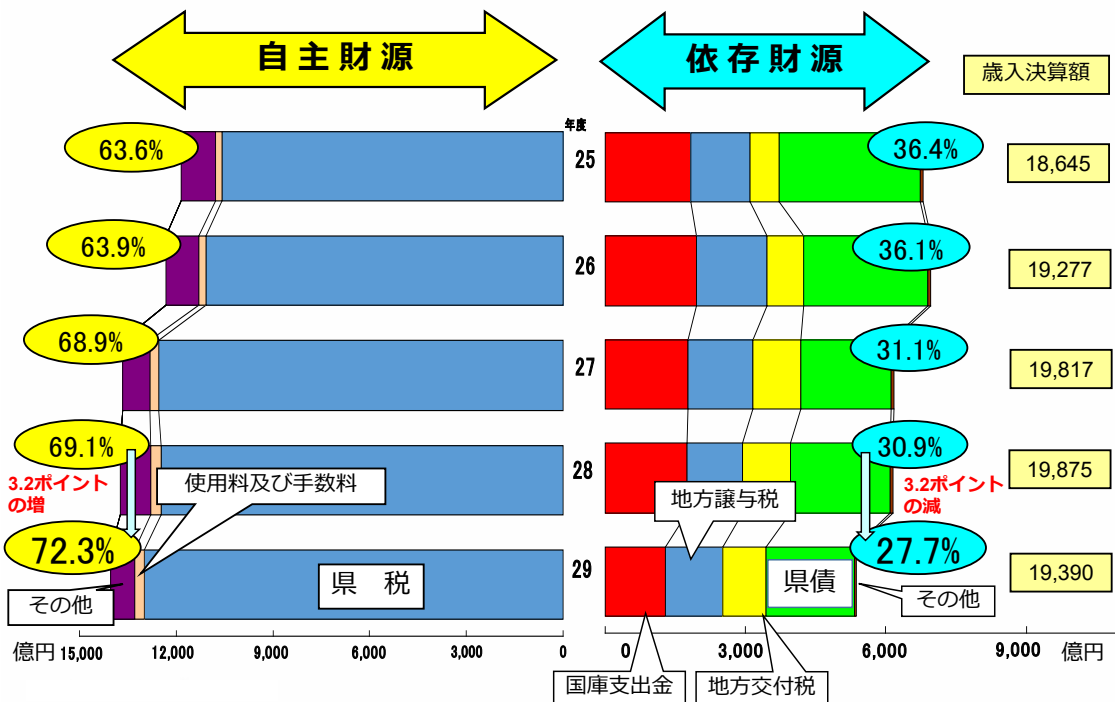 自主財源
依存財源
歳入決算額
年度
63.6%
25
36.4%
18,645
63.9%
26
36.1%
19,277
68.9%
27
31.1%
19,817
69.1%
28
30.9%
19,875
3.2ポイント
の増
使用料及び手数料
地方譲与税
3.2ポイント
の減
72.3%
県　税
29
県債
27.7%
19,390
その他
その他
億円 15,000 12,000 9,000 6,000 3,000 0
0 3,000 6,000 9,000 億円
国庫支出金
地方交付税